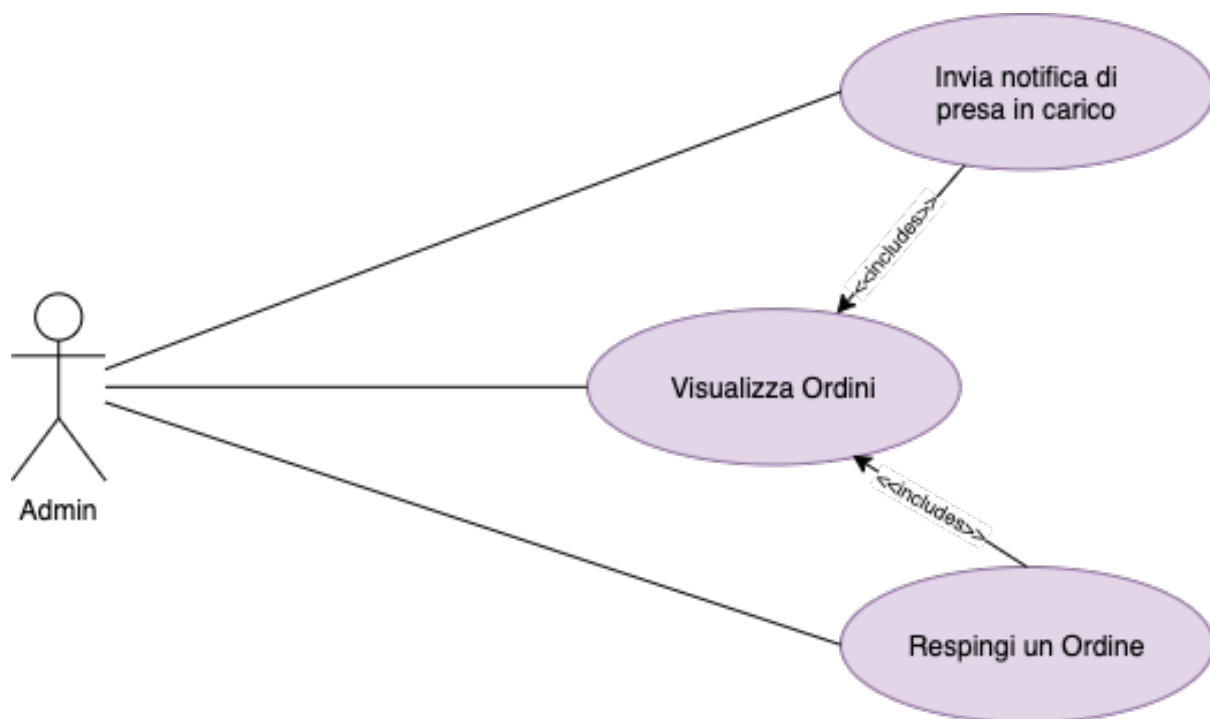 Invia notifica di
presa in carico
<<includes>>
Visualizza Ordini
Admin
<<includes>>
Respingi un Ordine